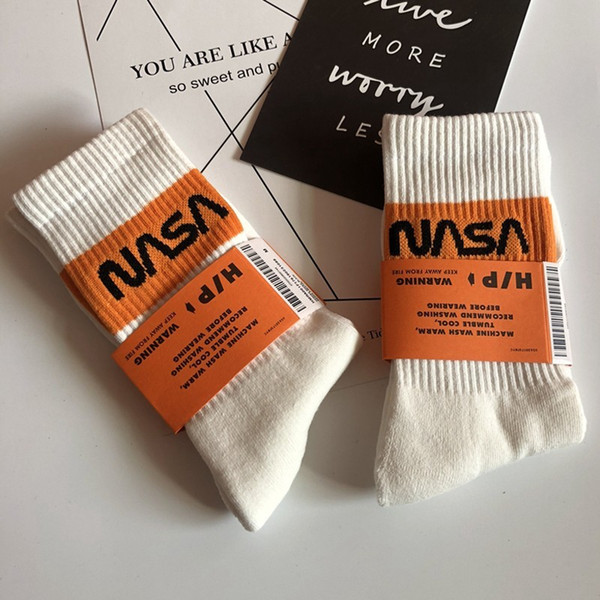 YOU ARE LIKE A
so sweet and pu
live
MORE
worry
LES
NASA
H/P
WARNING
KEEP AWAY FROM FIRE
MACHINE WASH WARM,
TUMBLE COOL,
RECOMMEND WASHING
BEFORE WEARING
NASA
H/P
WARNING
KEEP AWAY FROM FIRE
MACHINE WASH WARM,
TUMBLE COOL,
RECOMMEND WASHING
BEFORE WEARING